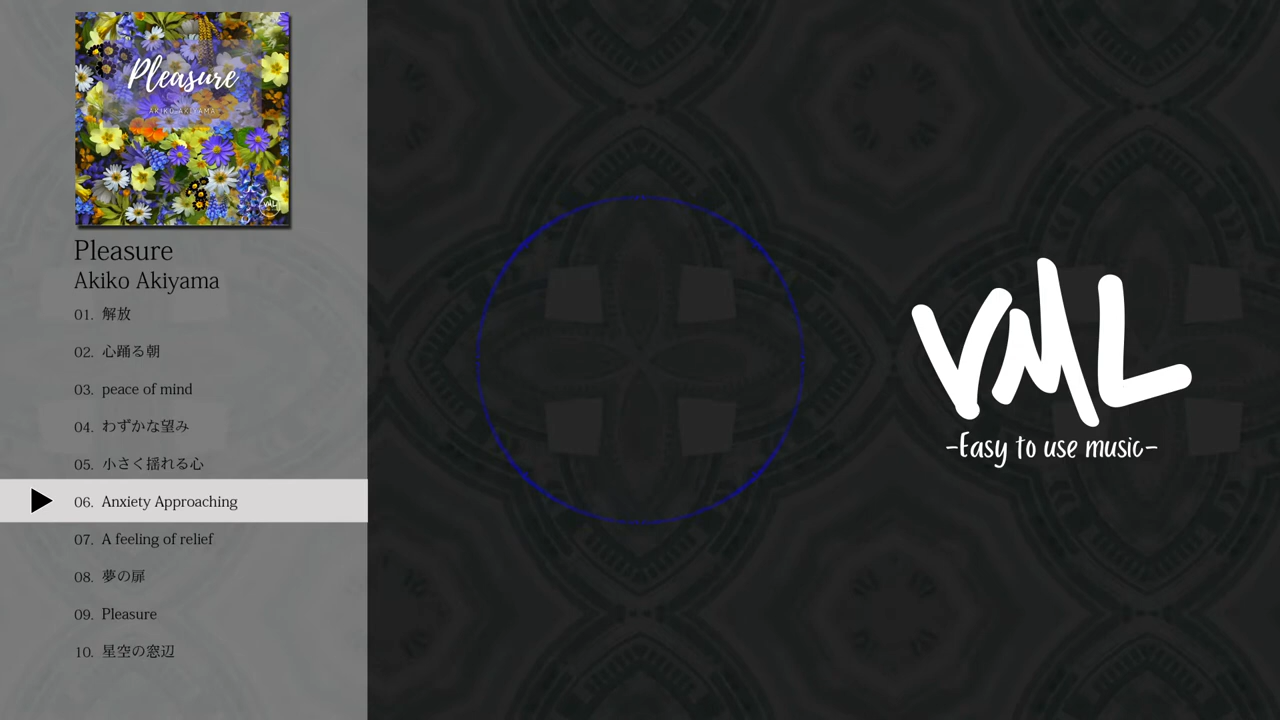 Pleasure
AKIKO AKIYAMA
VML
Pleasure
Akiko Akiyama
01. 解放
02. 心踊る朝
03. peace of mind
04. わずかな望み
05. 小さく揺れる心
06. Anxiety Approaching
07. A feeling of relief
08. 夢の扉
09. Pleasure
10. 星空の窓辺
VML
-Easy to use music-